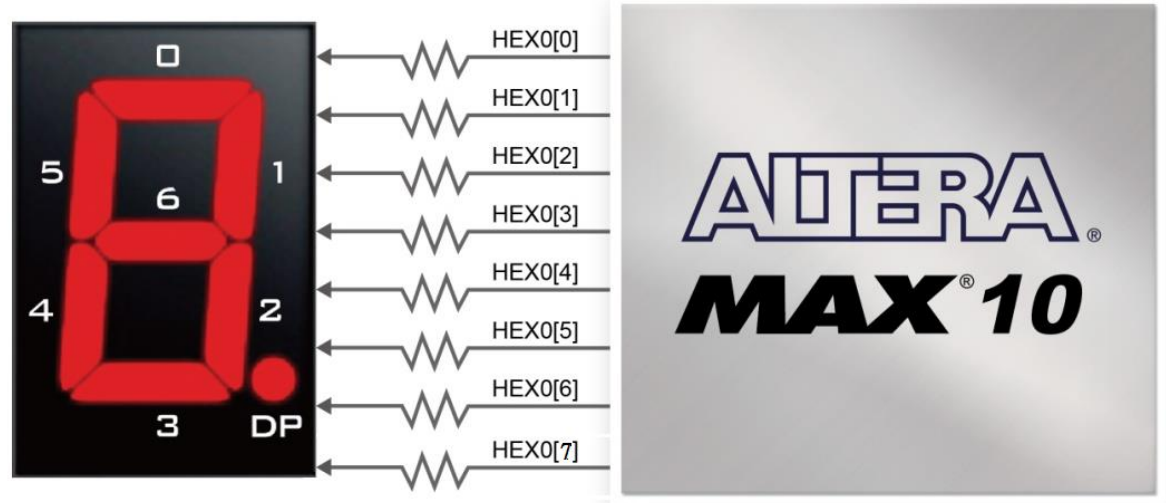 0
5
1
6
4
2
3
DP
HEX0[0]
HEX0[1]
HEX0[2]
HEX0[3]
HEX0[4]
HEX0[5]
HEX0[6]
HEX0[7]
ALTERA®
MAX®10